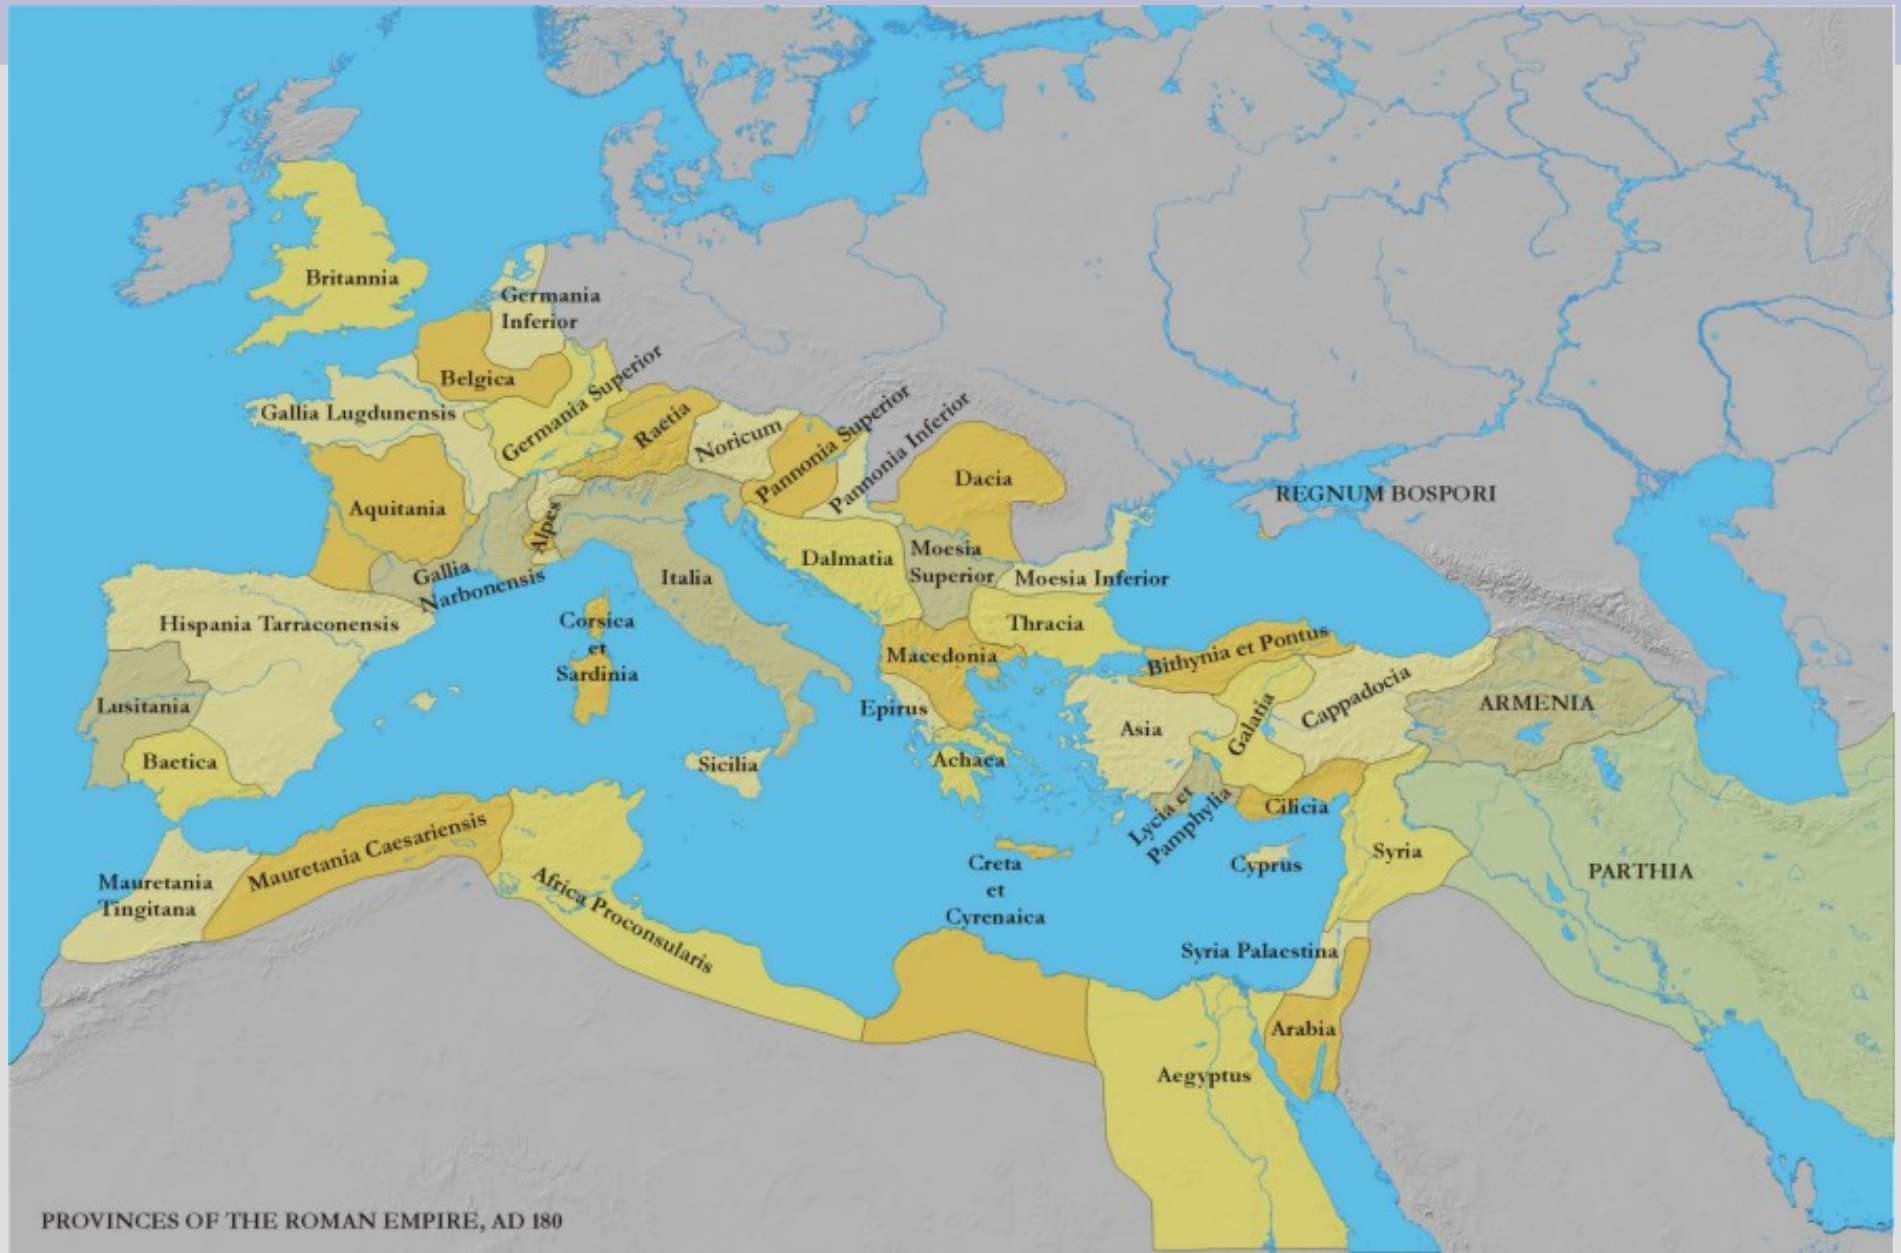 Britannia
Germania
Inferior
Belgica
Germania Superior
Gallia Lugdunensis
Raetia
Noricum
Pannonia Superior
Pannonia Inferior
Dacia
Aquitania
Alpes
REGNUM BOSPORI
Gallia
Narbonensis
Italia
Dalmatia
Moesia
Superior
Moesia Inferior
Hispania Tarraconensis
Corsica
et
Sardinia
Thracia
Macedonia
Bithynia et Pontus
Lusitania
Epirus
Asia
Galatia
Cappadocia
ARMENIA
Baetica
Sicilia
Achaea
Lycia et
Pamphylia
Cilicia
Mauretania Caesariensis
Mauretania
Tingitana
Africa Proconsularis
Creta
et
Cyrenaica
Cyprus
Syria
PARTHIA
Syria Palaestina
Arabia
Aegyptus
PROVINCES OF THE ROMAN EMPIRE, AD 180